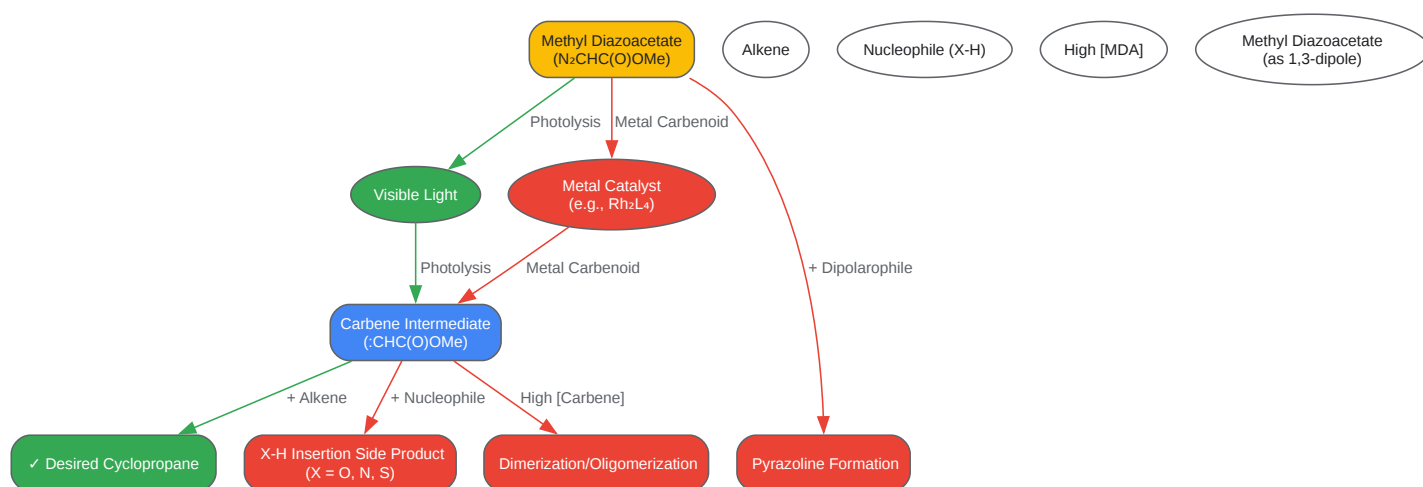 Methyl Diazoacetate
(N₂CHC(O)OMe)
Alkene
Nucleophile (X-H)
High [MDA]
Methyl Diazoacetate
(as 1,3-dipole)
Photolysis
Metal Carbenoid
Visible Light
Metal Catalyst
(e.g., Rh₂L₄)
Photolysis
Metal Carbenoid
+ Dipolarophile
Carbene Intermediate
(:CHC(O)OMe)
+ Alkene
+ Nucleophile
High [Carbene]
✓ Desired Cyclopropane
X-H Insertion Side Product
(X = O, N, S)
Dimerization/Oligomerization
Pyrazoline Formation